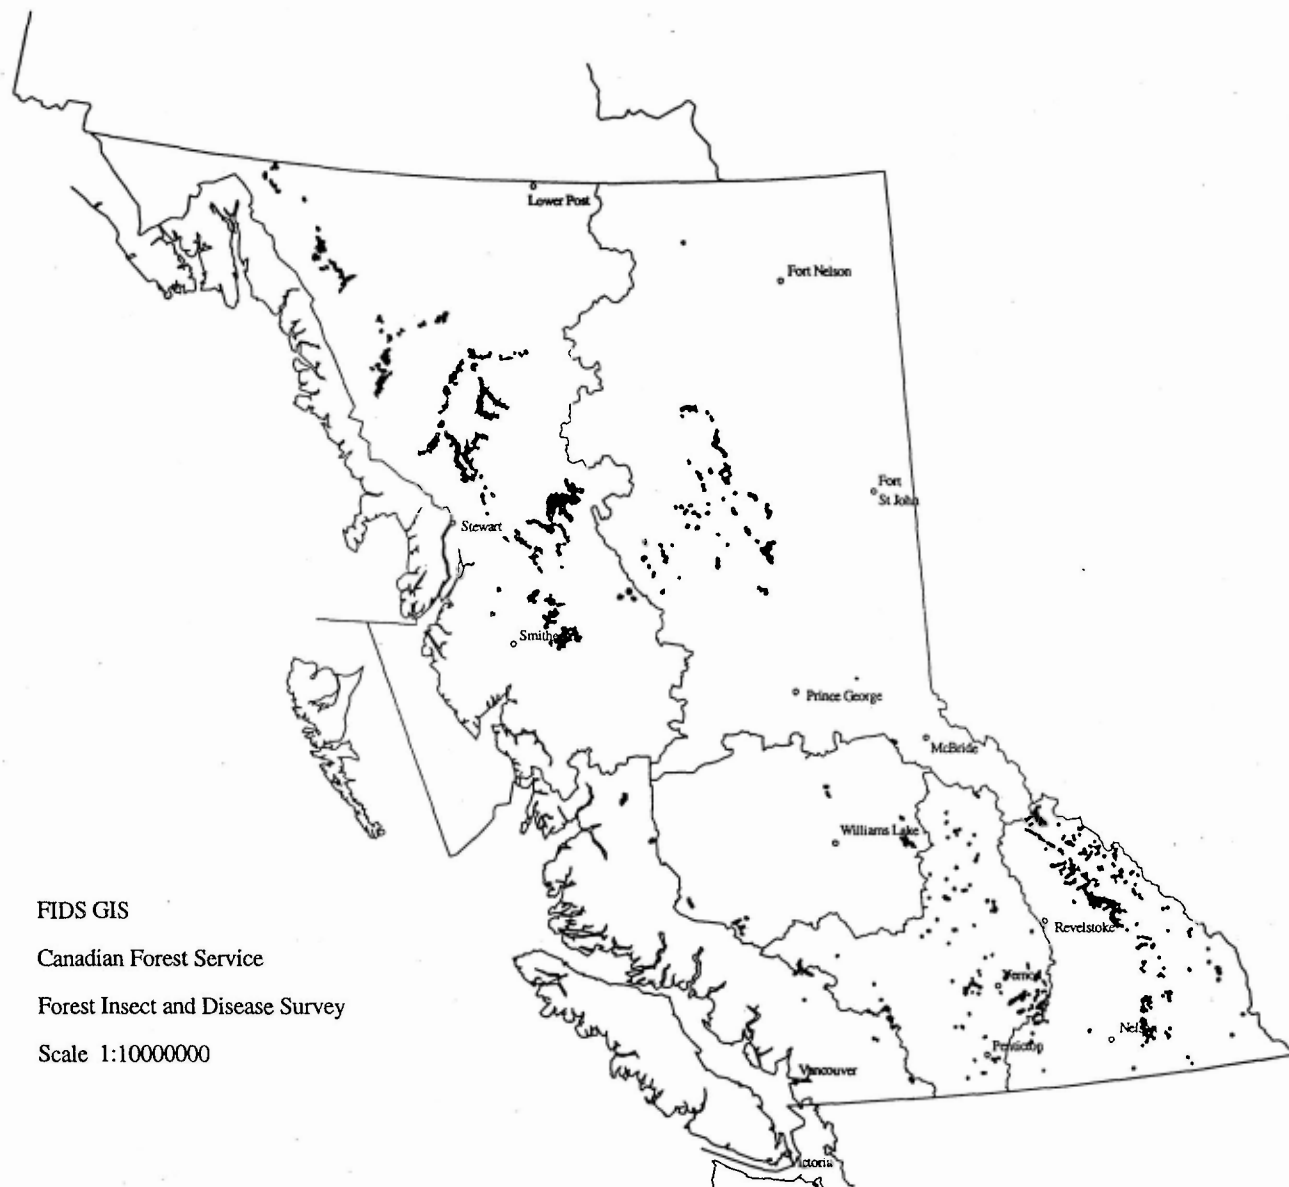 Lower Post
Fort Nelson
Fort
St John
Stewart
Smithe
Prince George
McBride
Williams Lake
Revelstoke
Vernon
Nelson
Penticton
Vancouver
Victoria
FIDS GIS
Canadian Forest Service
Forest Insect and Disease Survey
Scale 1:10000000